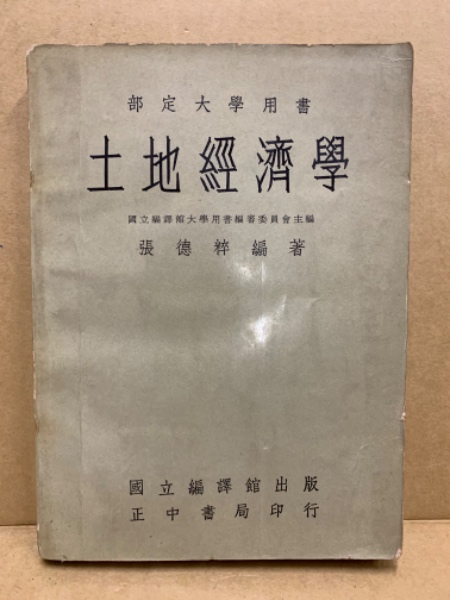 部定大學用書
土地經濟學
國立編譯館大學用書編審委員會主編
張德粹編著
國立編譯館出版
正中書局印行